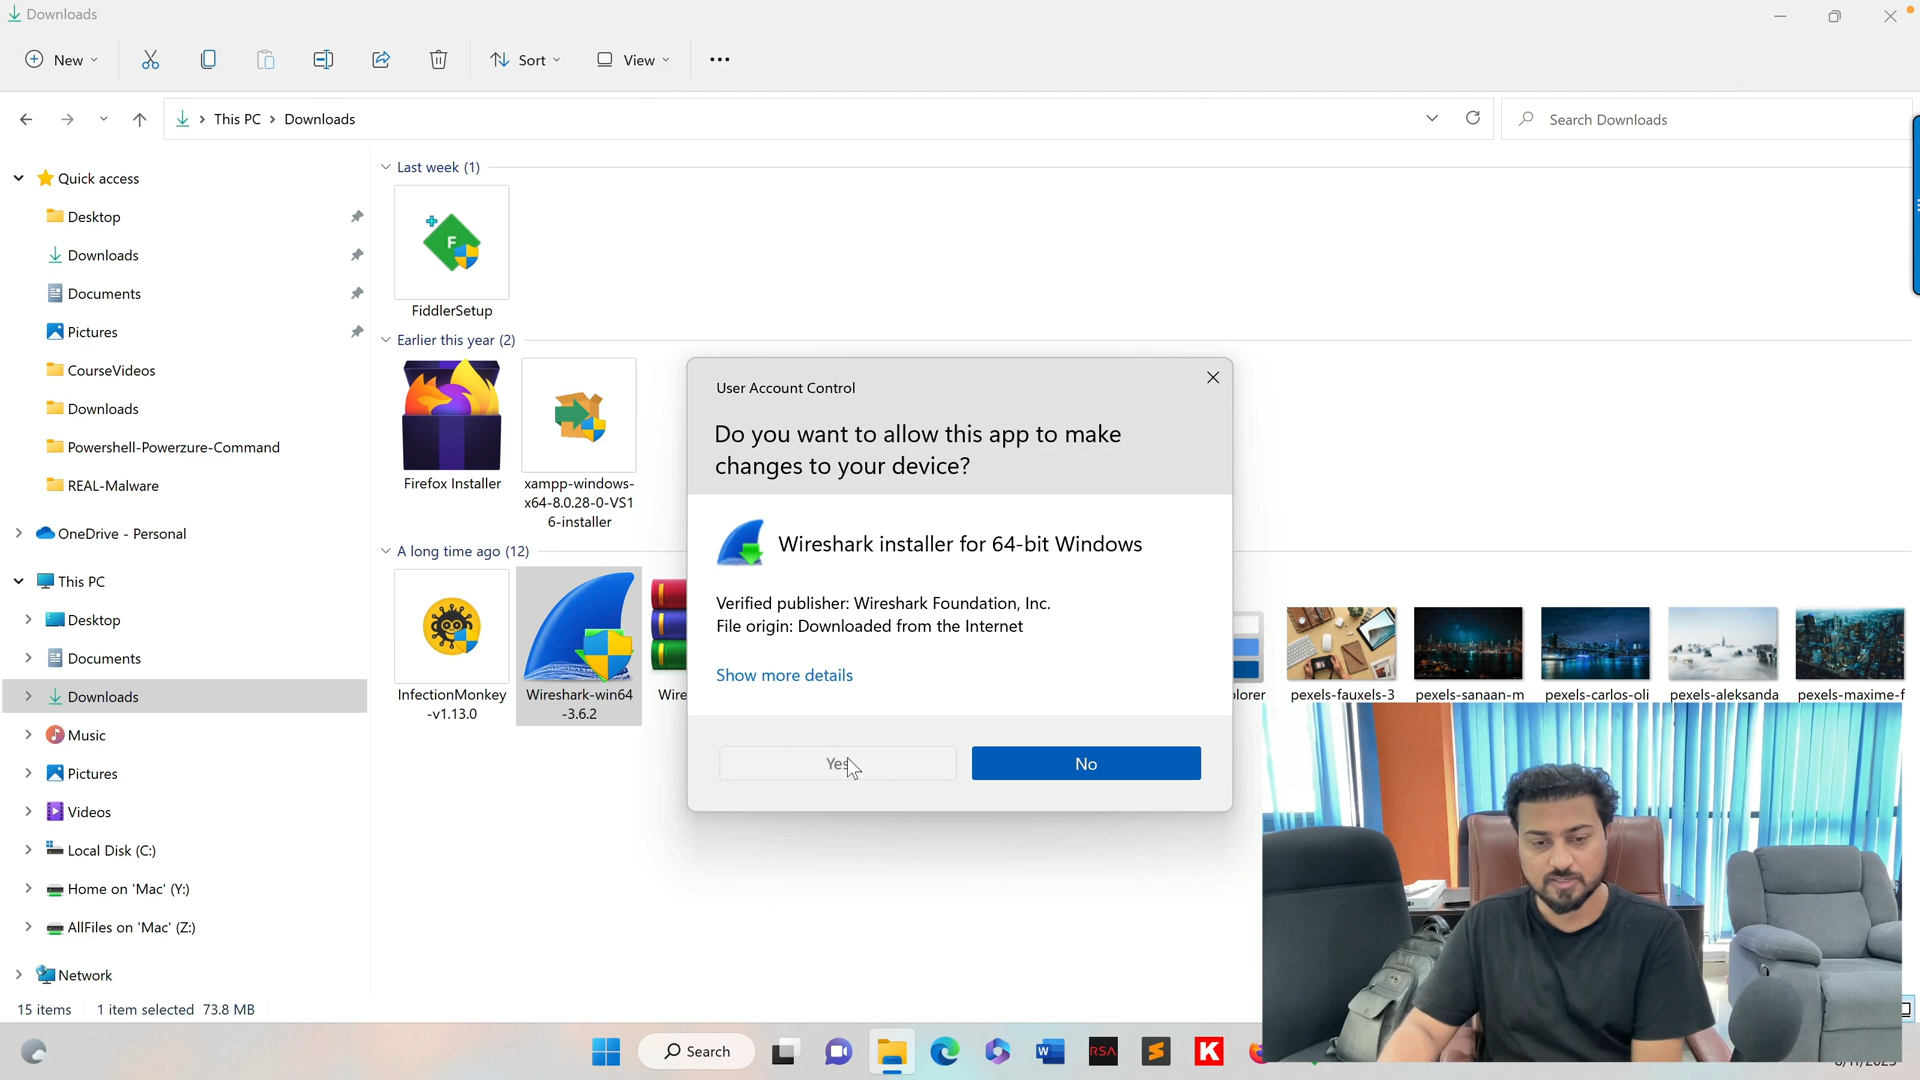 Downloads
New
Sort
View
This PC
Downloads
Search Downloads
Quick access
Desktop
Downloads
Documents
Pictures
CourseVideos
Downloads
Powershell-Powerzure-Command
REAL-Malware
OneDrive - Personal
This PC
Desktop
Documents
Downloads
Music
Pictures
Videos
Local Disk (C:)
Home on 'Mac' (Y:)
AllFiles on 'Mac' (Z:)
Network
Last week (1)
F
FiddlerSetup
Earlier this year (2)
Firefox Installer
xampp-windows-
x64-8.0.28-0-VS1
6-installer
A long time ago (12)
InfectionMonkey
-v1.13.0
Wireshark-win64
-3.6.2
Wire
lorer
pexels-fauxels-3
pexels-sanaan-m
pexels-carlos-oli
pexels-aleksanda
pexels-maxime-f
User Account Control
Do you want to allow this app to make
changes to your device?
Wireshark installer for 64-bit Windows
Verified publisher: Wireshark Foundation, Inc.
File origin: Downloaded from the Internet
Show more details
Yes
No
15 items
1 item selected 73.8 MB
Search
W
RSA
S
K